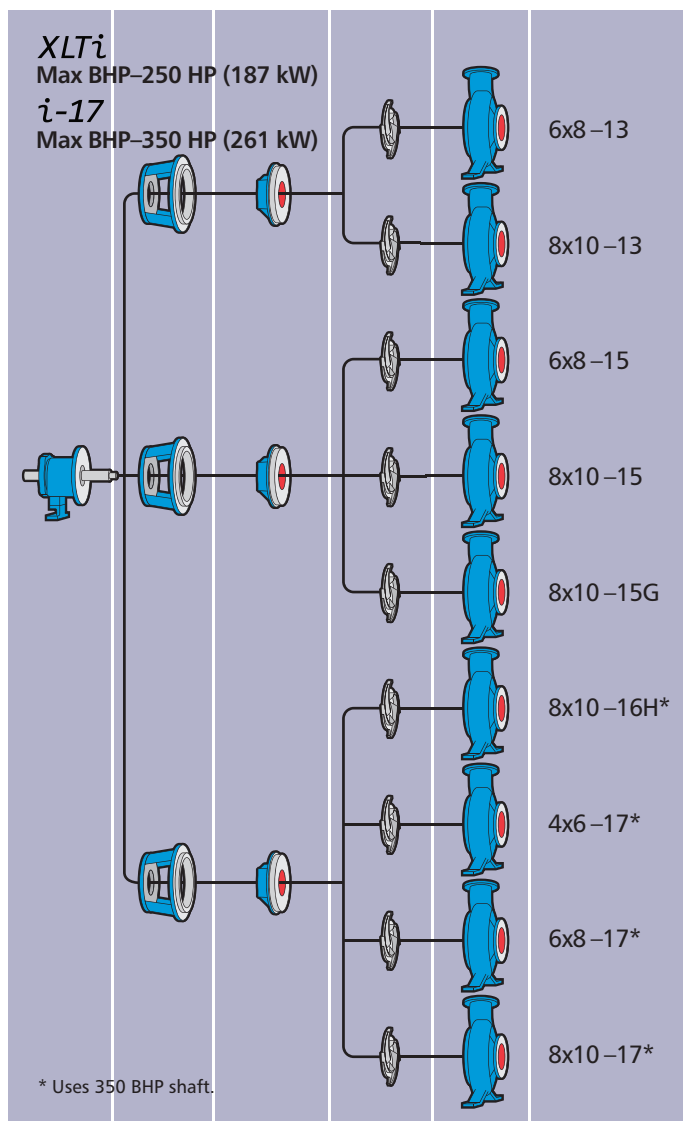 XLTi
Max BHP–250 HP (187 kW)
i-17
Max BHP–350 HP (261 kW)
6x8 –13
8x10 –13
6x8 –15
8x10 –15
8x10 –15G
8x10 –16H*
4x6 –17*
6x8 –17*
8x10 –17*
* Uses 350 BHP shaft.